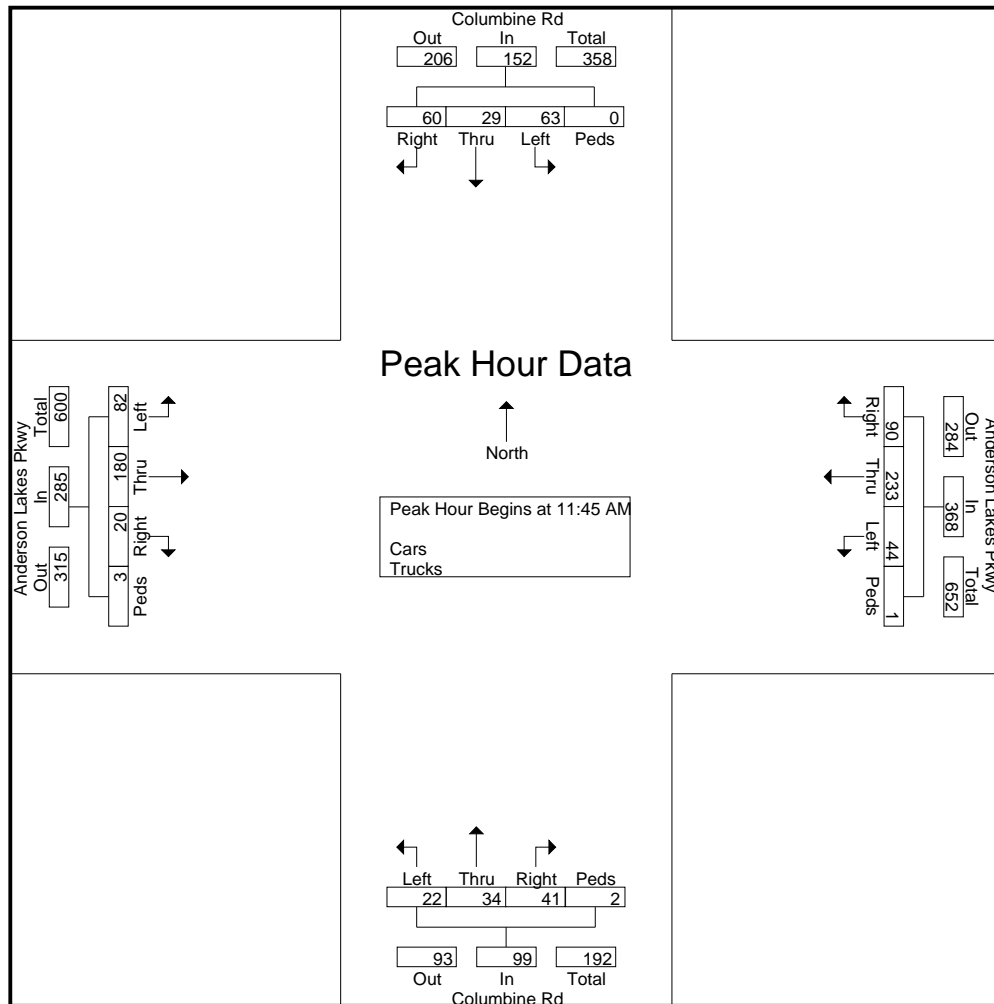 Columbine Rd
Out In Total
206 152 358
60 29 63 0
Right Thru Left Peds
Peak Hour Data
North
Peak Hour Begins at 11:45 AM
Cars
Trucks
Anderson Lakes Pkwy
Out In Total
315 285 600
82 180 20 3
Left Thru Right Peds
Right Thru Left Peds
90 233 44 1
Out In Total
284 368 652
Anderson Lakes Pkwy
Left Thru Right Peds
22 34 41 2
93 99 192
Out In Total
Columbine Rd